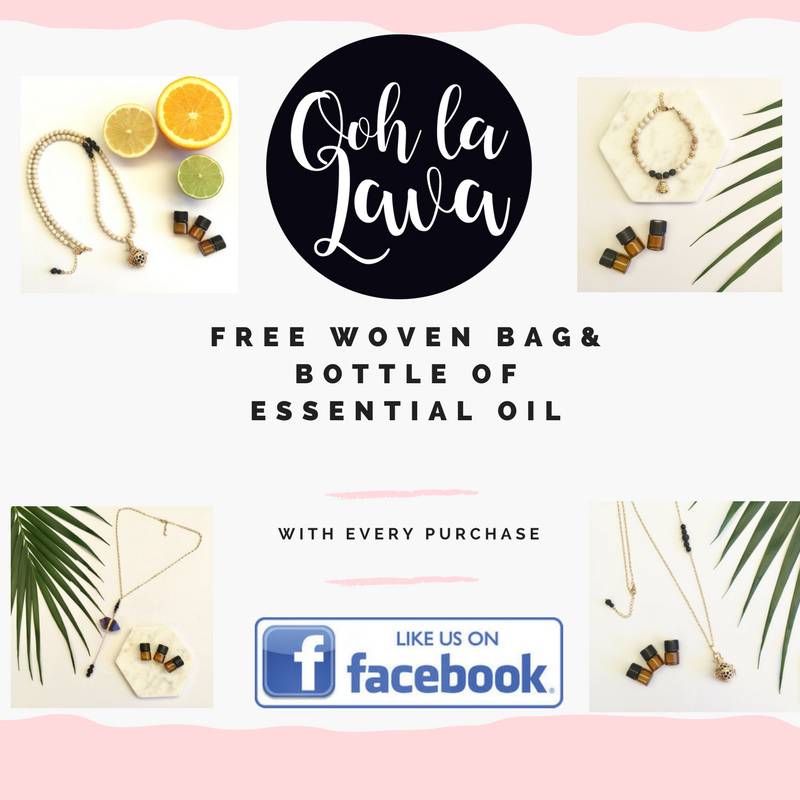 Ooh la
Lava
FREE WOVEN BAG&
BOTTLE OF
ESSENTIAL OIL
WITH EVERY PURCHASE
f
LIKE US ON
facebook®